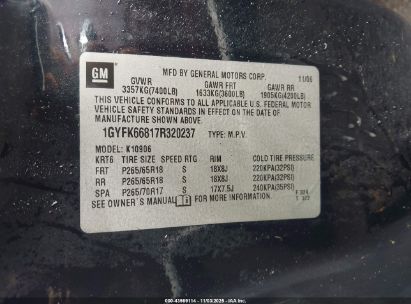 GM
MFD BY GENERAL MOTORS CORP. 11/06
GVWR GAWR FRT GAWR RR
3357KG(7400LB) 1633KG(3600LB) 1905KG(4200LB)
THIS VEHICLE CONFORMS TO ALL APPLICABLE U.S. FEDERAL MOTOR
VEHICLE SAFETY STANDARDS IN EFFECT ON THE DATE OF
MANUFACTURE SHOWN ABOVE.
1GYFK66817R320237 TYPE: M.P.V.
MODEL: K10906
KRT6 TIRE SIZE SPEED RTG RIM COLD TIRE PRESSURE
FRT P265/65R18 S 18X8J 220KPA(32PSI)
RR P265/65R18 S 18X8J 220KPA(32PSI)
SPA P265/70R17 S 17X7.5J 240KPA(35PSI)
SEE OWNER'S MANUAL FOR MORE INFORMATION.